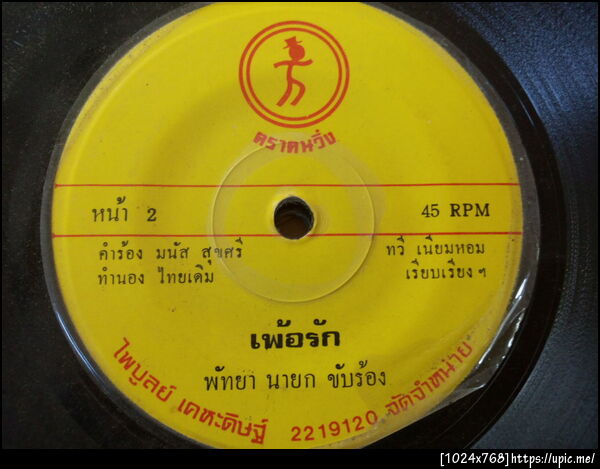 ตราคนวิ่ง
หน้า 2
45 RPM
คำร้อง มนัส สุขศรี
ทำนอง ไทยเดิม
ทวี เนียมหอม
เรียบเรียง ฯ
เพ้อรัก
พัทยา นายก ขับร้อง
ไพบูลย์ เคหะดิษฐ์ 2219120 จัดจำหน่าย
[1024x768]https://upic.me/